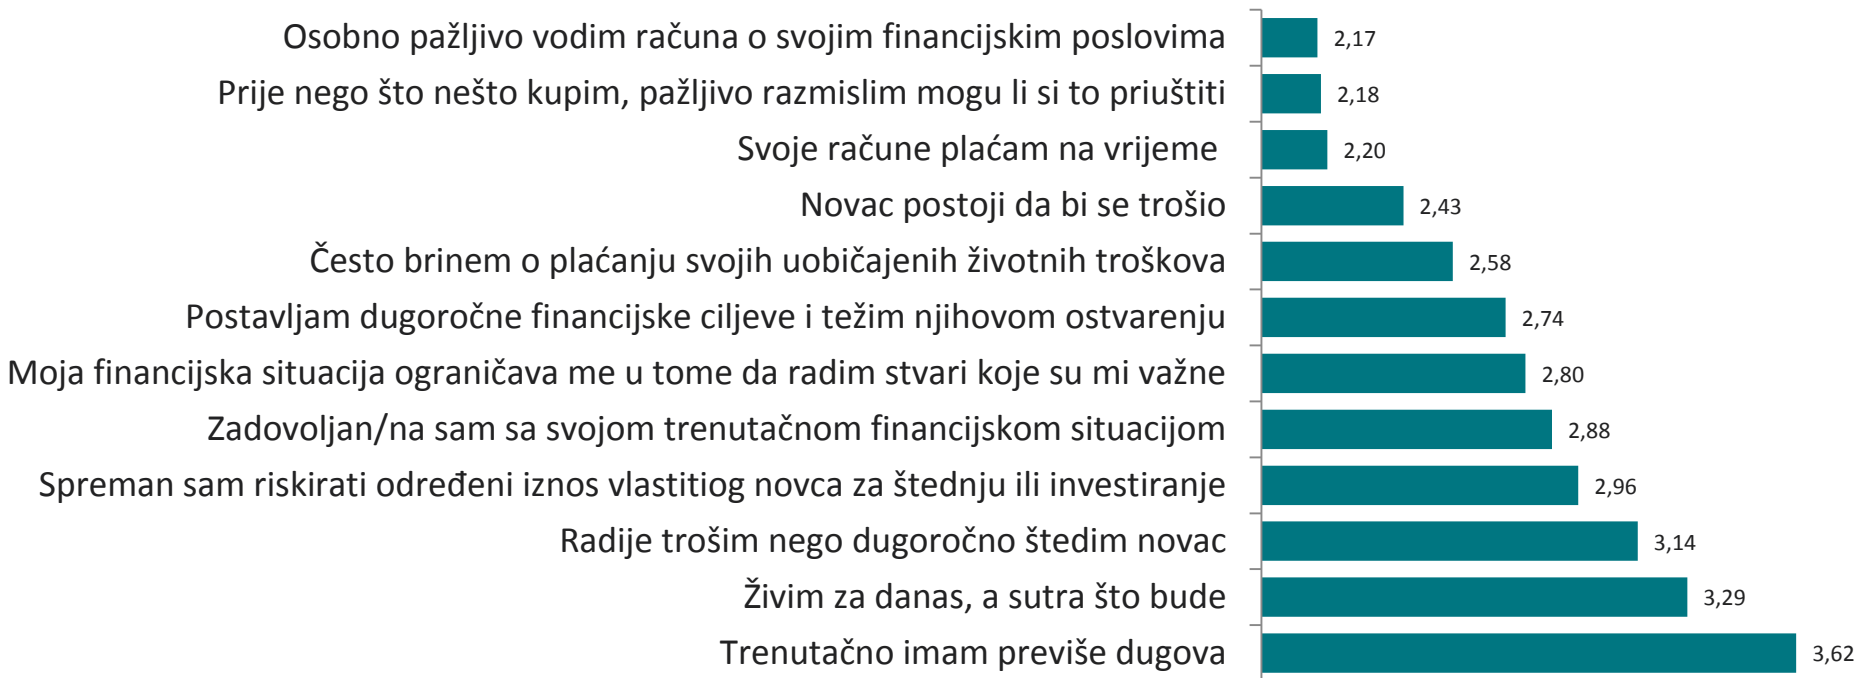 Osobno pažljivo vodim računa o svojim financijskim poslovima 2,17
Prije nego što nešto kupim, pažljivo razmislim mogu li si to priuštiti 2,18
Svoje račune plaćam na vrijeme 2,20
Novac postoji da bi se trošio 2,43
Često brinem o plaćanju svojih uobičajenih životnih troškova 2,58
Postavljam dugoročne financijske ciljeve i težim njihovom ostvarenju 2,74
Moja financijska situacija ograničava me u tome da radim stvari koje su mi važne 2,80
Zadovoljan/na sam sa svojom trenutačnom financijskom situacijom 2,88
Spreman sam riskirati određeni iznos vlastitiog novca za štednju ili investiranje 2,96
Radije trošim nego dugoročno štedim novac 3,14
Živim za danas, a sutra što bude 3,29
Trenutačno imam previše dugova 3,62